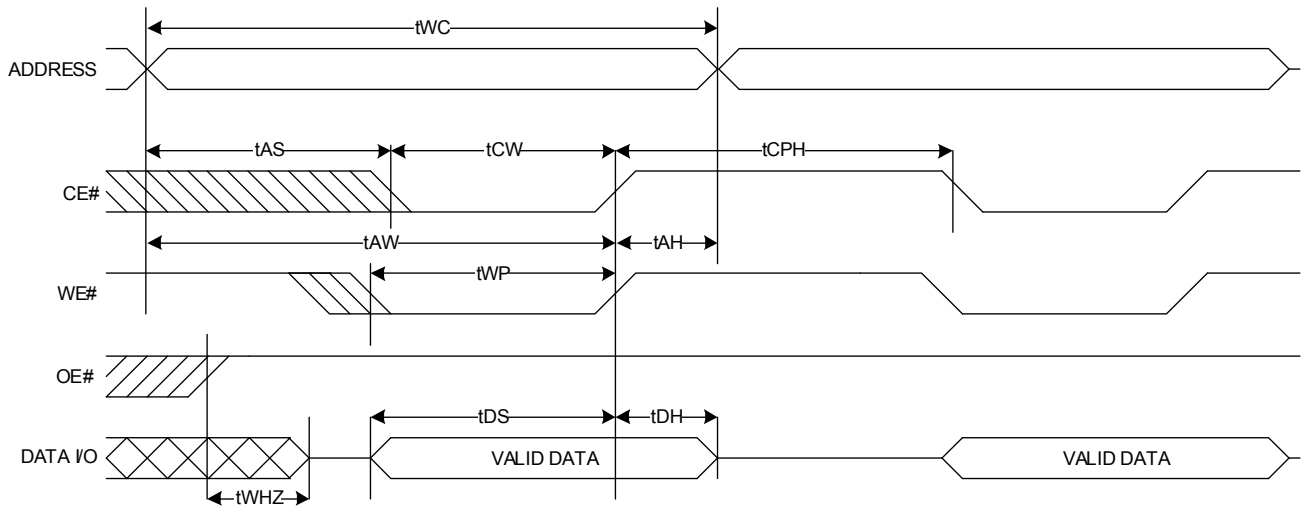 tWC
ADDRESS
tAS tCW tCPH
CE#
tAW tAH
tWP
WE#
OE#
tDS tDH
DATA I/O VALID DATA VALID DATA
tWHZ